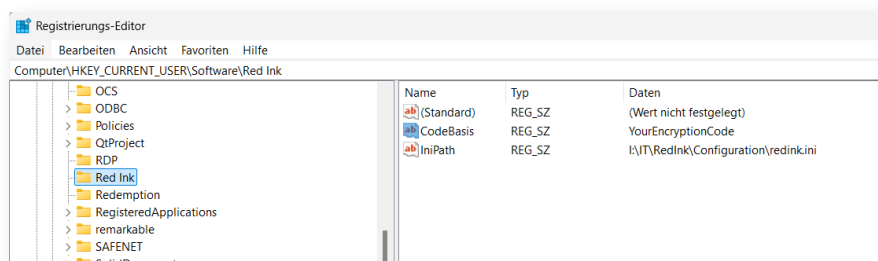 Registrierungs-Editor
Datei Bearbeiten Ansicht Favoriten Hilfe
Computer\HKEY_CURRENT_USER\Software\Red Ink
OCS
ODBC
Policies
QtProject
RDP
Red Ink
Redemption
RegisteredApplications
remarkable
SAFENET
Name Typ Daten
(Standard) REG_SZ (Wert nicht festgelegt)
CodeBasis REG_SZ YourEncryptionCode
IniPath REG_SZ I:\IT\RedInk\Configuration\redink.ini